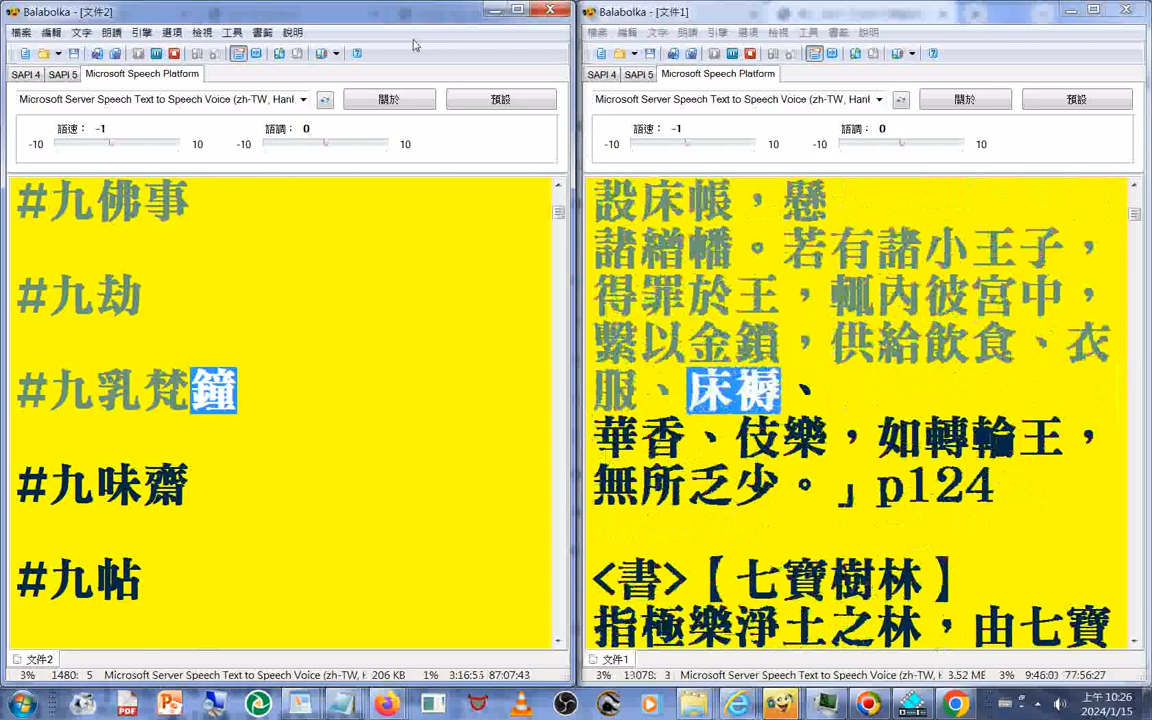 Balabolka - [文件2]
檔案 編輯 文字 朗讀 引擎 選項 檢視 工具 書籤 說明
SAPI 4 SAPI 5 Microsoft Speech Platform
Microsoft Server Speech Text to Speech Voice (zh-TW, Hanl
關於 預設
語速： -1 語調： 0
-10 10 -10 10
#九佛事
#九劫
#九乳梵鐘
#九味齋
#九帖
文件2
3% 1480: 5 Microsoft Server Speech Text to Speech Voice (zh-TW, 206 KB 1% 3:16:55 87:07:43
Balabolka - [文件1]
檔案 編輯 文字 朗讀 引擎 選項 檢視 工具 書籤 說明
SAPI 4 SAPI 5 Microsoft Speech Platform
Microsoft Server Speech Text to Speech Voice (zh-TW, Hanl
關於 預設
語速： -1 語調： 0
-10 10 -10 10
設床帳，懸
諸繒幡。若有諸小王子，
得罪於王，輒內彼宮中，
繫以金鎖，供給飲食、衣
服、床褥、
華香、伎樂，如轉輪王，
無所乏少。」p124
<書>【七寶樹林】
指極樂淨土之林，由七寶
文件1
3% 13078: 3 Microsoft Server Speech Text to Speech Voice (zh-TW, 3.52 MB 3% 9:46:03 77:56:27
上午 10:26
2024/1/15